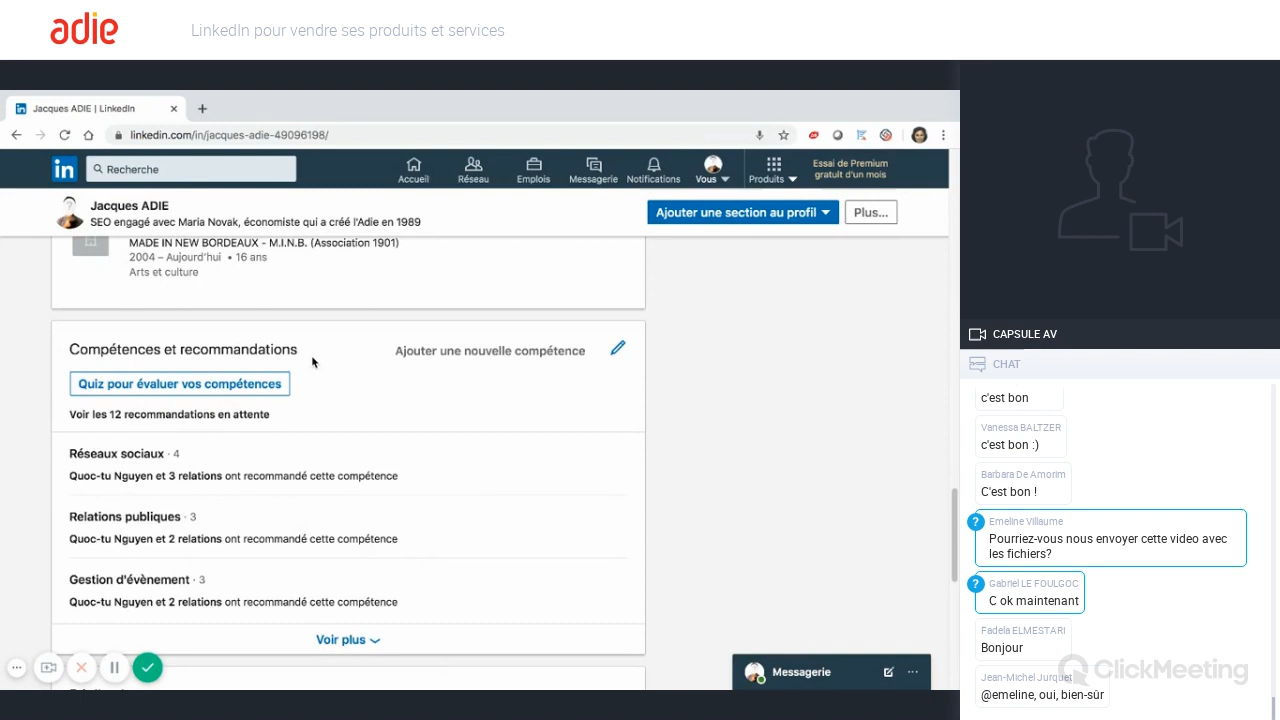 adie
LinkedIn pour vendre ses produits et services
Jacques ADIE | LinkedIn
linkedin.com/in/jacques-adie-49096198/
in
Recherche
Accueil
Réseau
Emplois
Messagerie
Notifications
Vous
Produits
Essai de Premium
gratuit d'un mois
Jacques ADIE
SEO engagé avec Maria Novak, économiste qui a créé l'Adie en 1989
Ajouter une section au profil
Plus...
MADE IN NEW BORDEAUX - M.I.N.B. (Association 1901)
2004 – Aujourd'hui • 16 ans
Arts et culture
Compétences et recommandations
Ajouter une nouvelle compétence
Quiz pour évaluer vos compétences
Voir les 12 recommandations en attente
Réseaux sociaux · 4
Quoc-tu Nguyen et 3 relations ont recommandé cette compétence
Relations publiques · 3
Quoc-tu Nguyen et 2 relations ont recommandé cette compétence
Gestion d'évènement · 3
Quoc-tu Nguyen et 2 relations ont recommandé cette compétence
Voir plus
Messagerie
CAPSULE AV
CHAT
c'est bon
Vanessa BALTZER
c'est bon :)
Barbara De Amorim
C'est bon !
?
Emeline Villaume
Pourriez-vous nous envoyer cette video avec
les fichiers?
?
Gabriel LE FOULGOC
C ok maintenant
Fadela ELMESTARI
Bonjour
Jean-Michel Jurquet
@emeline, oui, bien-sûr
ClickMeeting